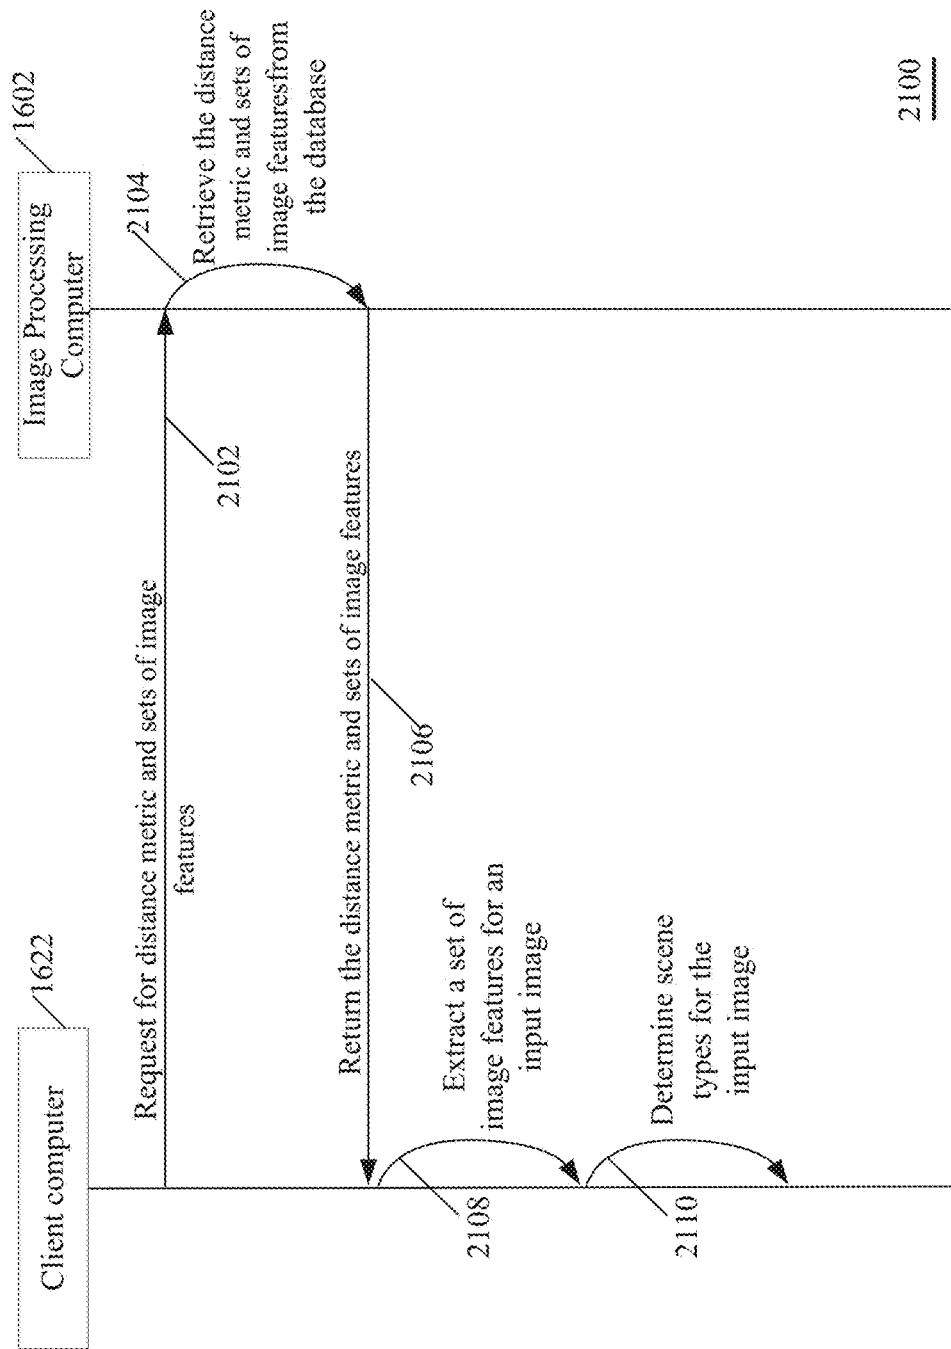 Client computer
1622
Image Processing
Computer
1602
Request for distance metric and sets of image
features
2102
2104
Retrieve the distance
metric and sets of
image featuresfrom
the database
Return the distance metric and sets of image features
2106
Extract a set of
image features for an
input image
2108
Determine scene
types for the
input image
2110
2100